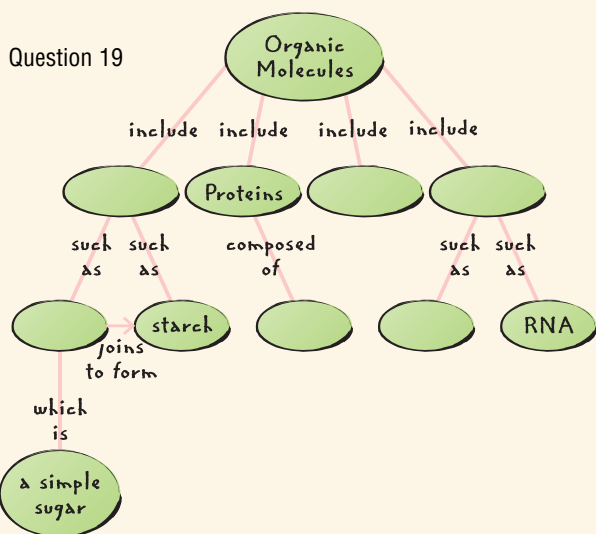 Question 19
Organic
Molecules
include include include include
Proteins
such such composed such such
as as of as as
starch RNA
joins
to form
which
is
a simple
sugar